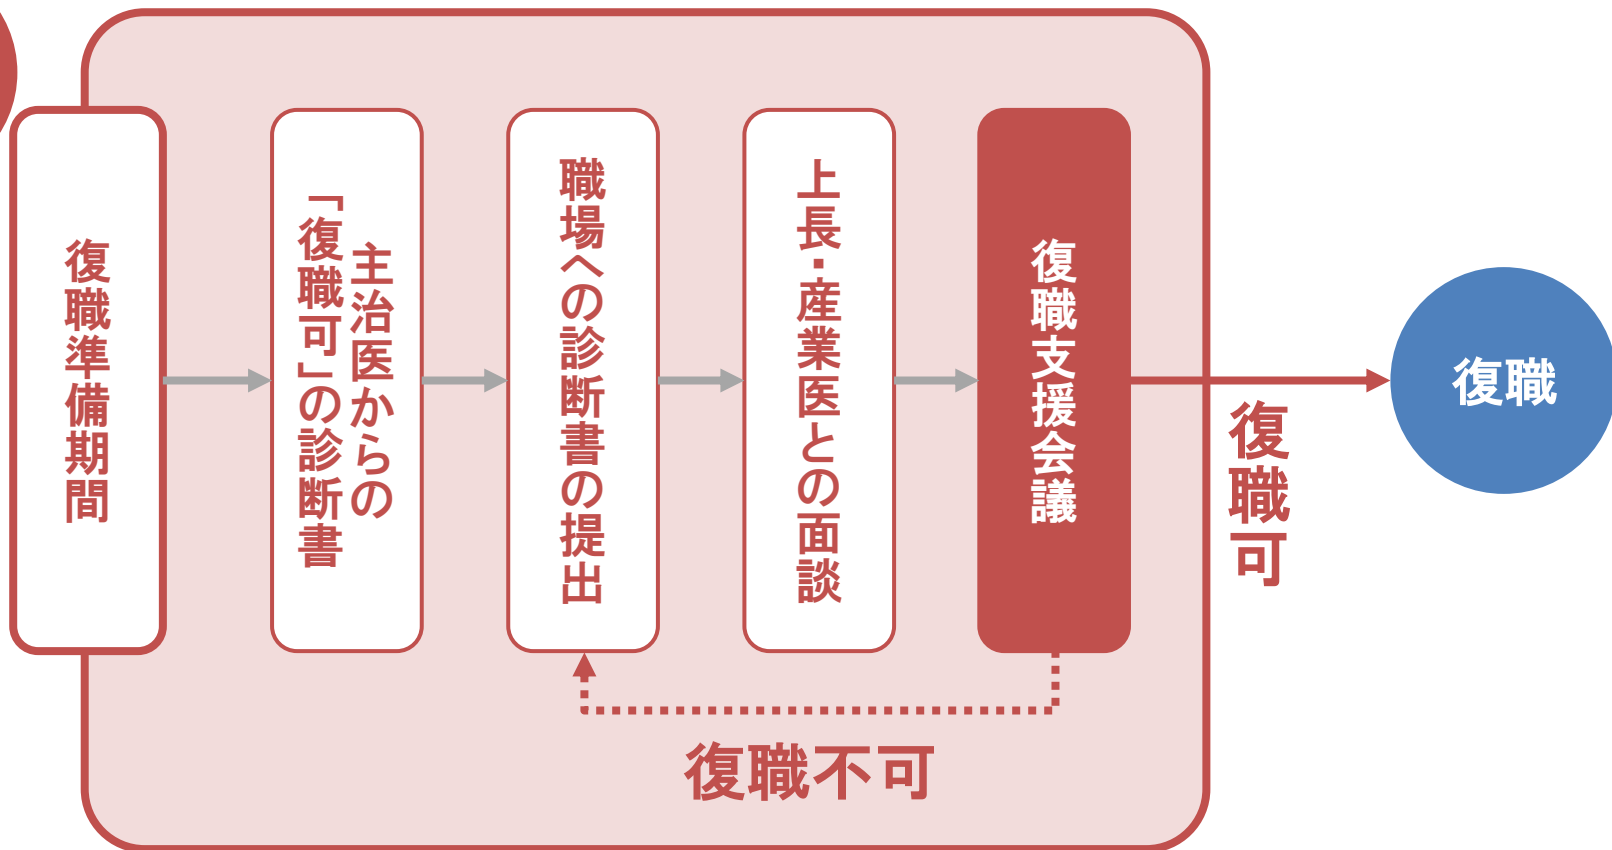 復職準備期間
主治医からの
「復職可」の診断書
職場への診断書の提出
上長・産業医との面談
復職支援会議
復職可
復職
復職不可